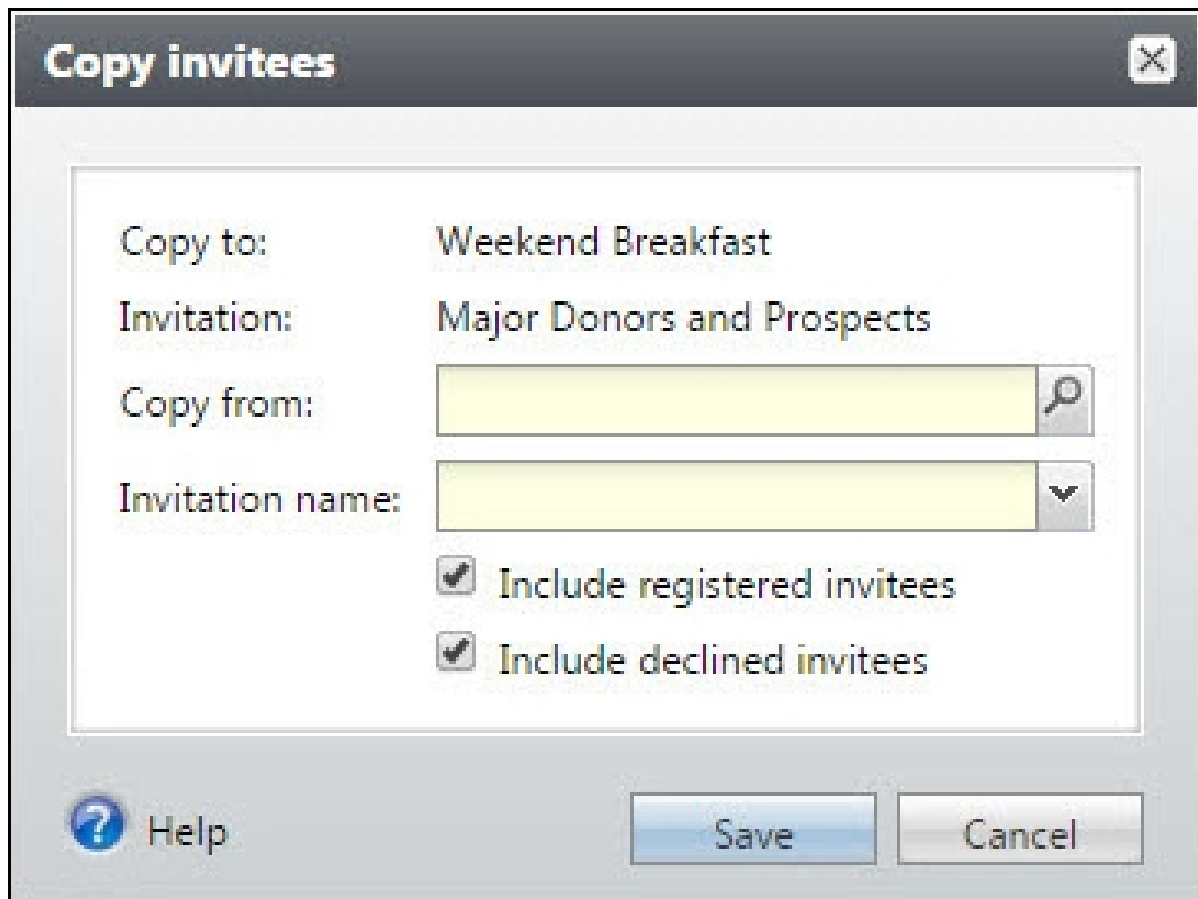 Copy invitees
Copy to: Weekend Breakfast
Invitation: Major Donors and Prospects
Copy from:
Invitation name:
Include registered invitees
Include declined invitees
Help Save Cancel